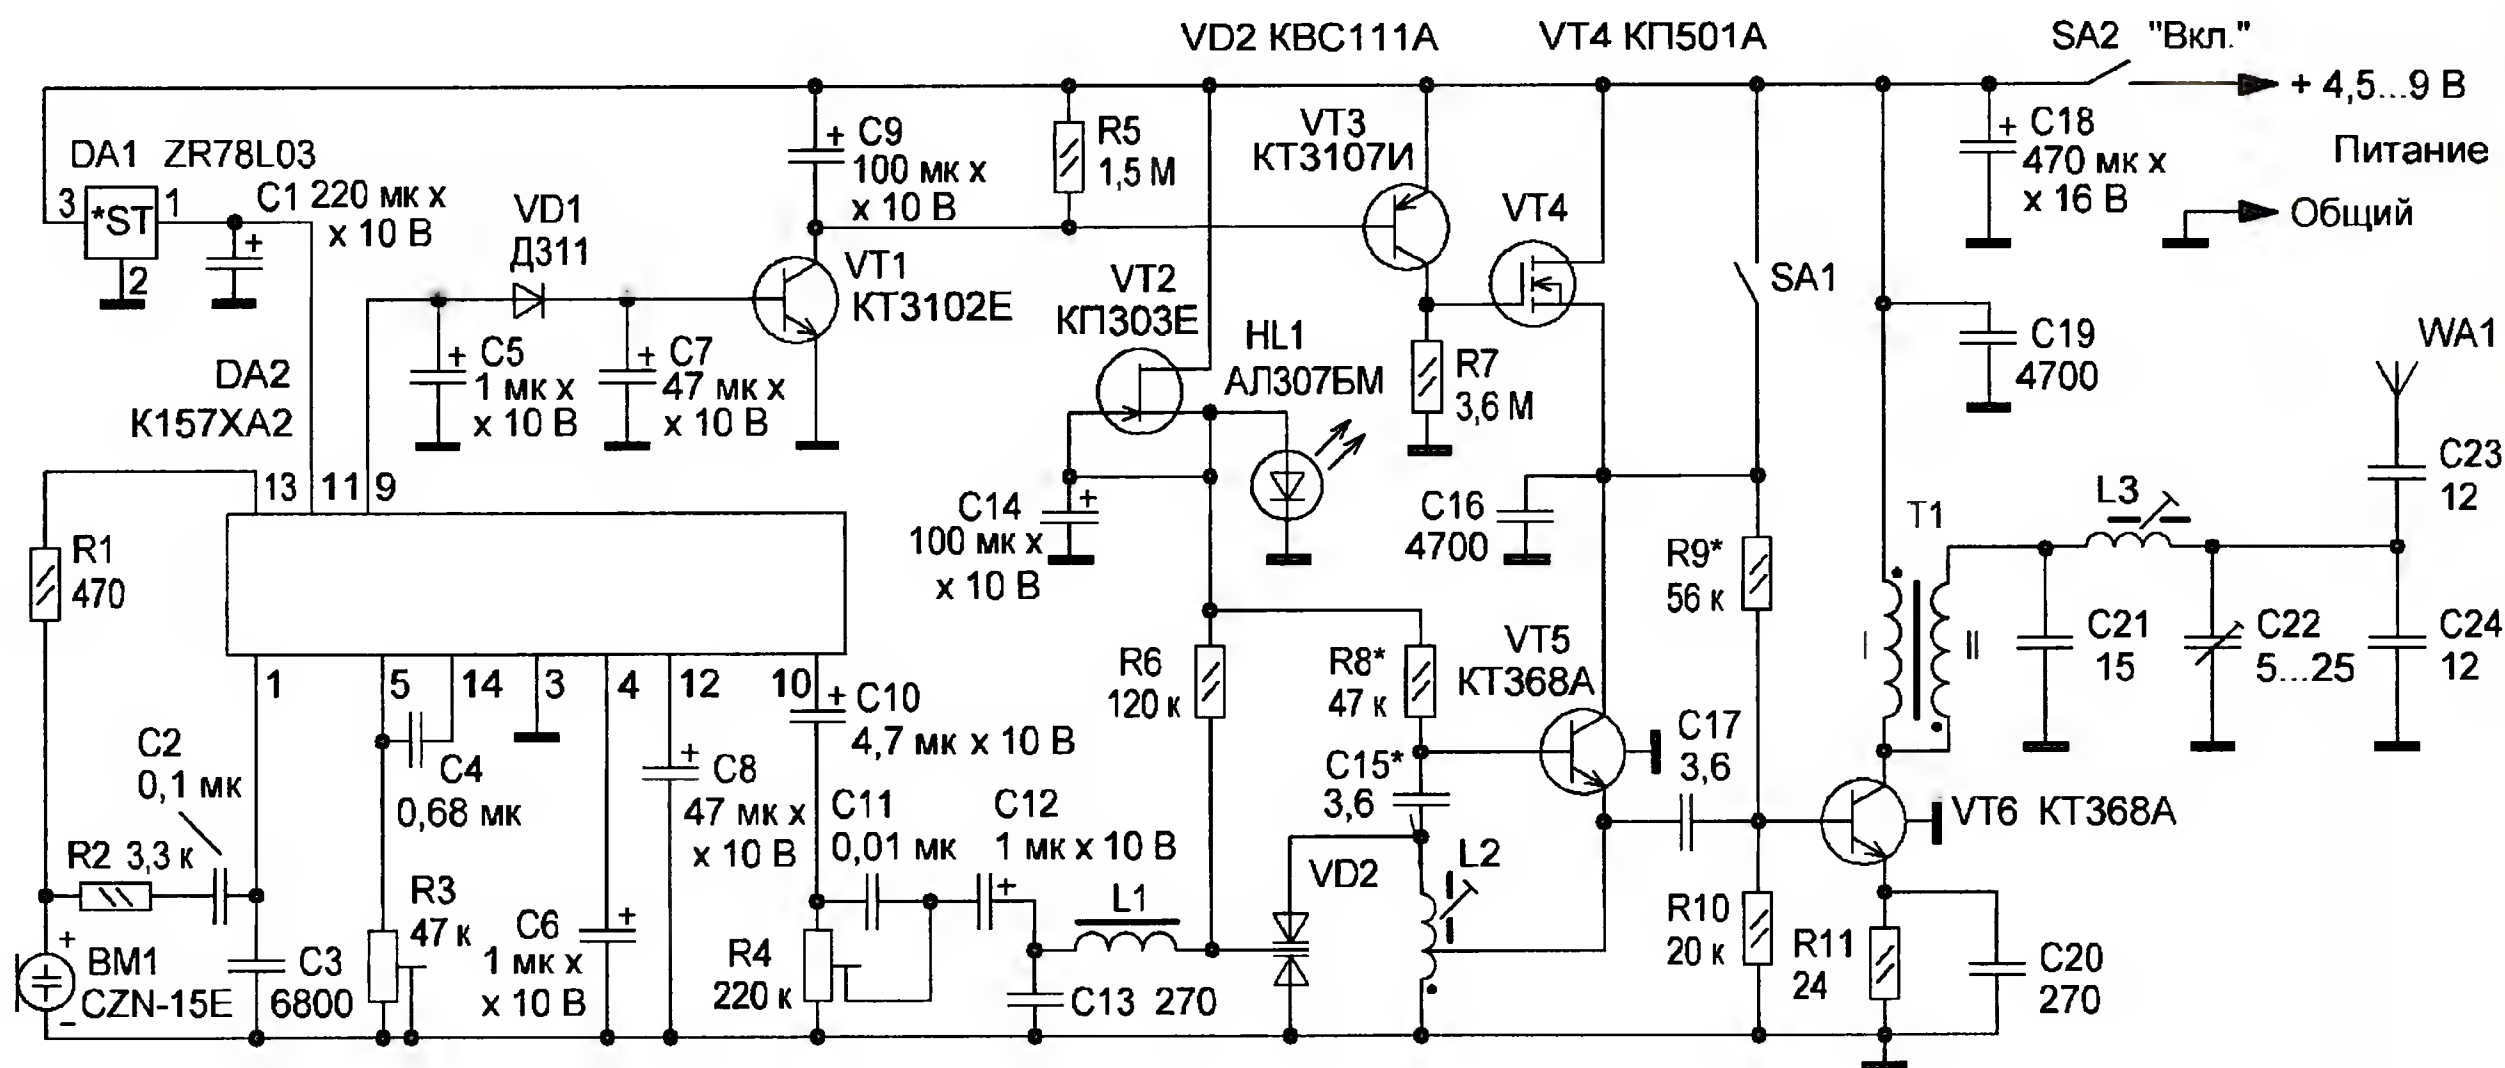 VD2 КВС111А
VT4 КП501А
SA2 "Вкл."
+ 4,5...9 В
Питание
Общий
DA1 ZR78L03
3
*ST
1
2
C1 220 мк х
х 10 В
VD1
Д311
C9
100 мк х
х 10 В
R5
1,5 М
VT3
КТ3107И
VT4
C18
470 мк х
х 16 В
SA1
VT1
КТ3102Е
VT2
КП303Е
HL1
АЛ307БМ
R7
3,6 М
C19
4700
WA1
DA2
К157ХА2
C5
1 мк х
х 10 В
C7
47 мк х
х 10 В
13
11
9
R1
470
C14
100 мк х
х 10 В
C16
4700
R9*
56 к
T1
I
II
L3
C23
12
C21
15
C22
5...25
C24
12
1
5
14
3
4
12
10
C10
4,7 мк х 10 В
R6
120 к
R8*
47 к
VT5
КТ368А
C17
3,6
C2
0,1 мк
C4
0,68 мк
C8
47 мк х
х 10 В
C11
0,01 мк
C12
1 мк х 10 В
C15*
3,6
VT6 КТ368А
R2 3,3 к
R3
47 к
C6
1 мк х
х 10 В
L1
VD2
L2
R10
20 к
R11
24
C20
270
BM1
CZN-15E
C3
6800
R4
220 к
C13 270